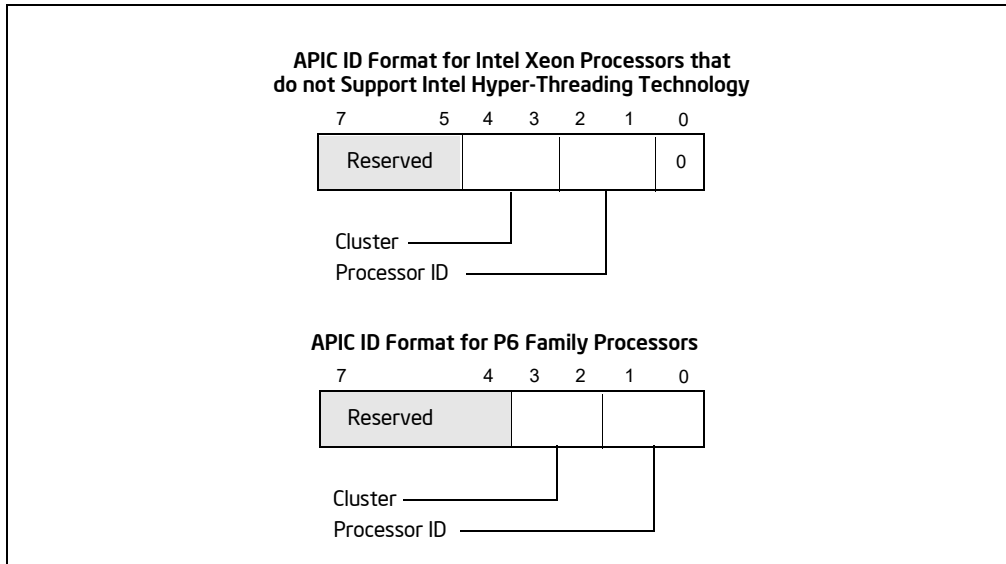 APIC ID Format for Intel Xeon Processors that
do not Support Intel Hyper-Threading Technology
7 5 4 3 2 1 0
Reserved 0
Cluster
Processor ID
APIC ID Format for P6 Family Processors
7 4 3 2 1 0
Reserved
Cluster
Processor ID